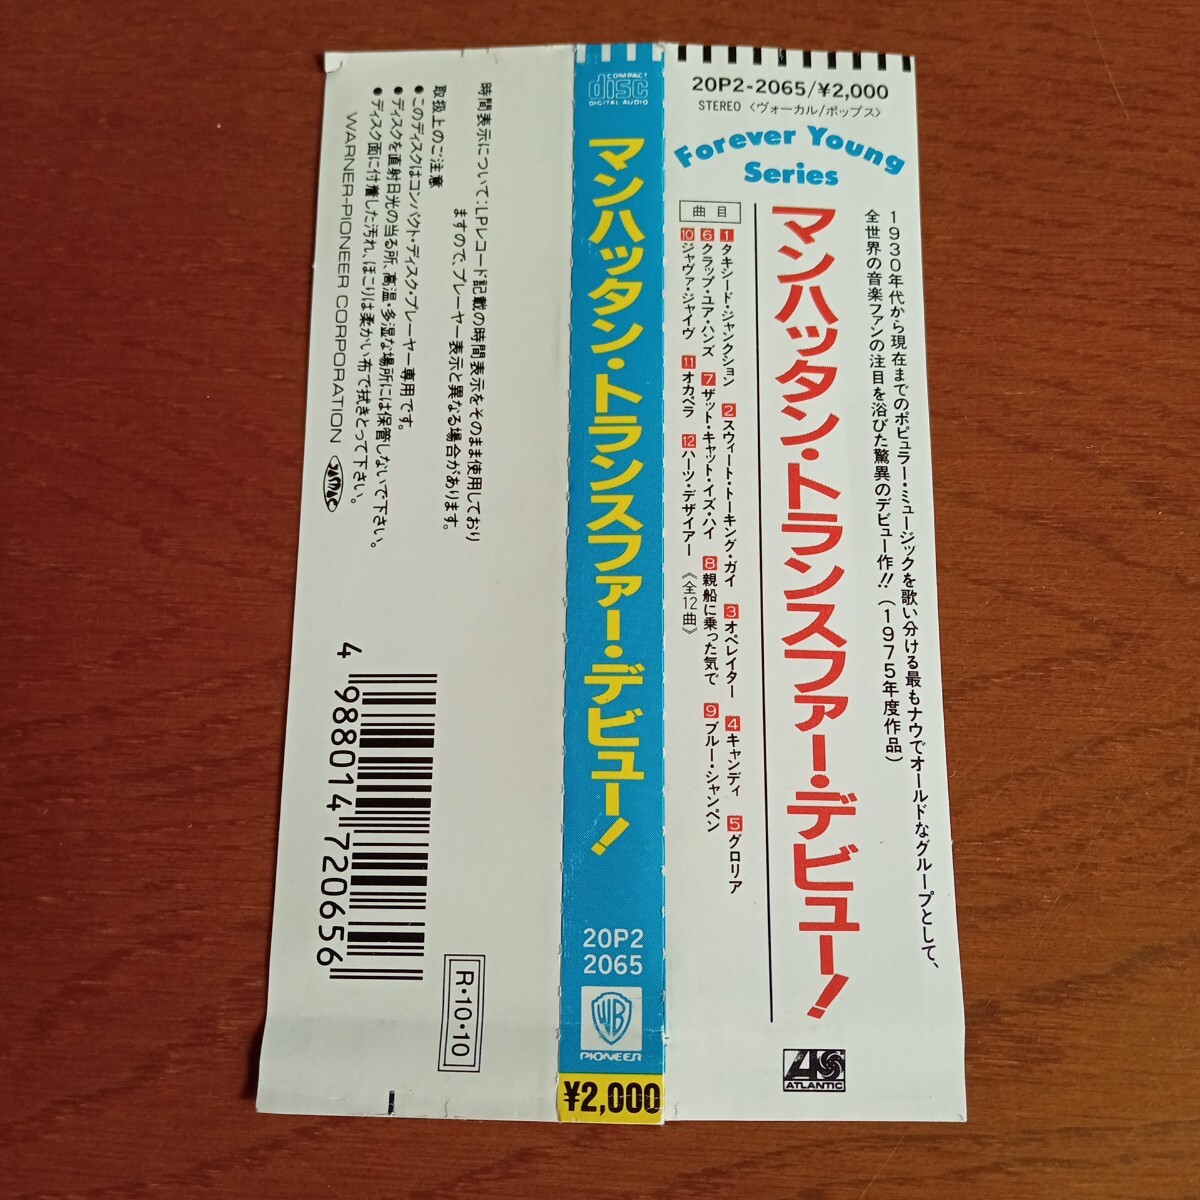 20P2-2065/¥2,000
STEREO 〈ヴォーカル/ポップス〉
Forever Young
Series
1930年代から現在までのポピュラー・ミュージックを歌い分ける最もナウでオールドなグループとして、
全世界の音楽ファンの注目を浴びた驚異のデビュー作!!(1975年度作品)
マンハッタン・トランスファー・デビュー!
曲目
1 タキシード・ジャンクション 2 スウィート・トーキング・ガイ 3 オペレイター 4 キャンディ 5 グロリア
6 クラップ・ユア・ハンズ 7 ザット・キャット・イズ・ハイ 8 親船に乗った気で 9 ブルー・シャンペン
10 ジャヴァ・ジャイヴ 11 オカペラ 12 ハーツ・デザイアー 《全12曲》
ATLANTIC
COMPACT
disc
DIGITAL AUDIO
マンハッタン・トランスファー・デビュー!
20P2
2065
WB
PIONEER
¥2,000
時間表示について:LPレコード記載の時間表示をそのまま使用しており
ますので、プレーヤー表示と異なる場合があります。
取扱上のご注意
●このディスクはコンパクト・ディスク・プレーヤー専用です。
●ディスクを直射日光の当る所、高温・多湿な場所には保管しないで下さい。
●ディスク面に付着した汚れ、ほこりは柔かい布で拭きとって下さい。
WARNER-PIONEER CORPORATION
JASRAC
4 988014 720656
R・10・10